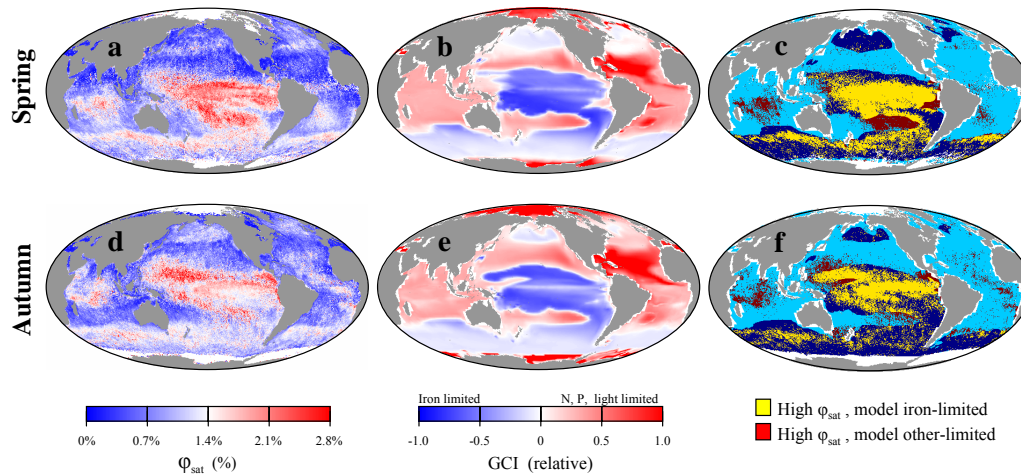 Spring
a
b
c
Autumn
d
e
f
Iron limited
N, P, light limited
0% 0.7% 1.4% 2.1% 2.8%
φsat (%)
-1.0 -0.5 0 0.5 1.0
GCI (relative)
High φsat , model iron-limited
High φsat , model other-limited